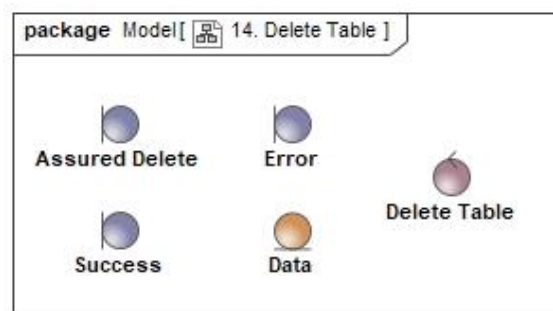 package Model[ 14. Delete Table ]
Assured Delete
Error
Delete Table
Success
Data